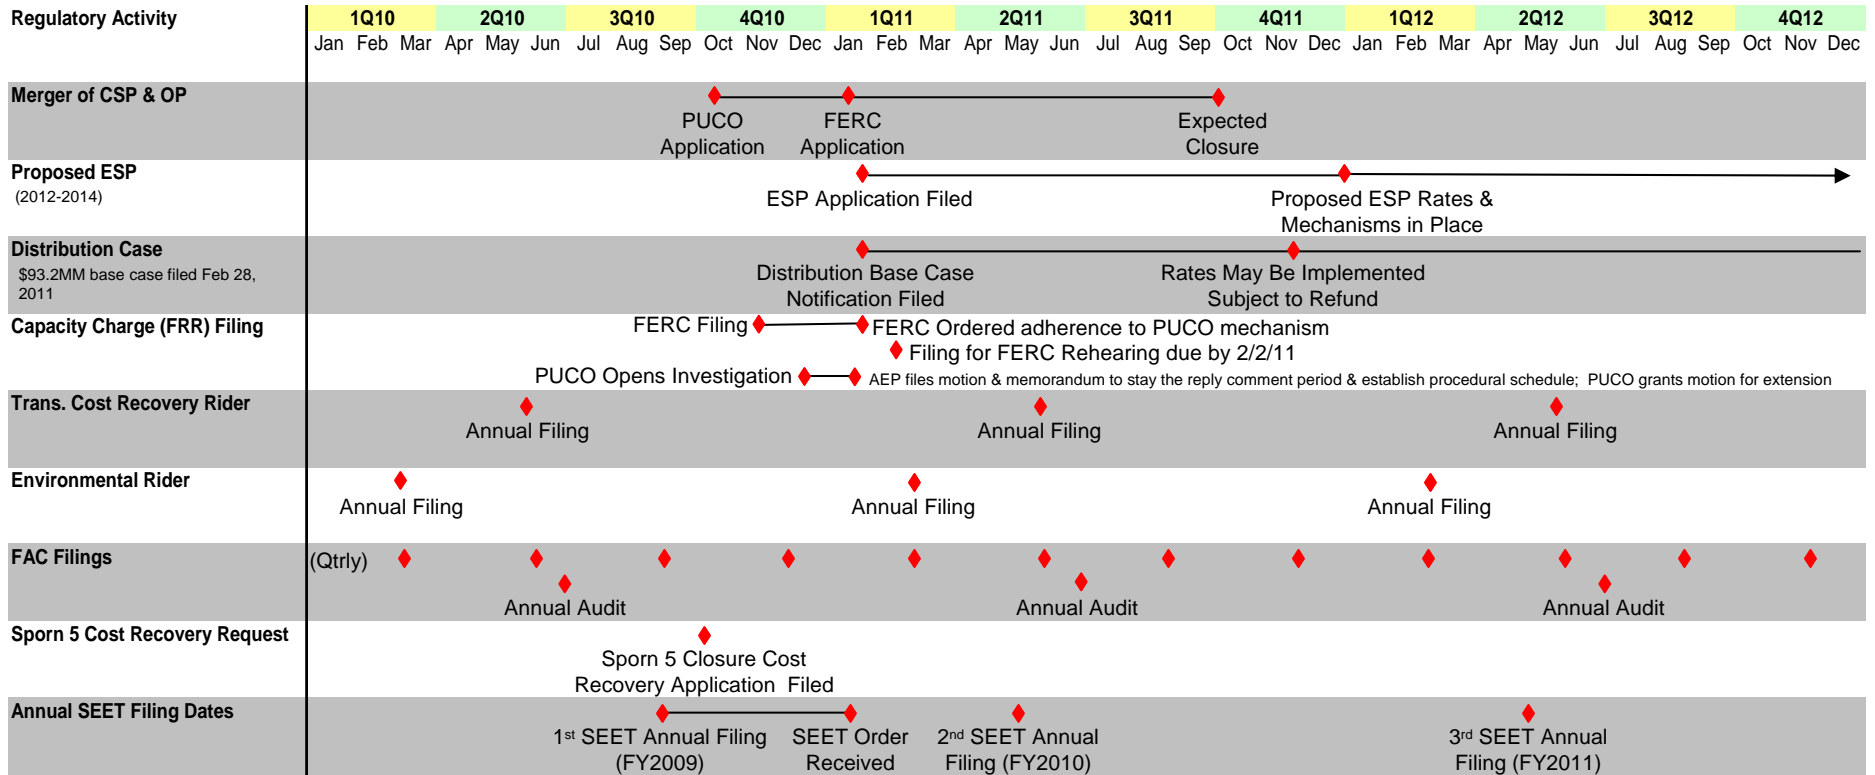 Regulatory Activity
1Q10 2Q10 3Q10 4Q10 1Q11 2Q11 3Q11 4Q11 1Q12 2Q12 3Q12 4Q12
Jan Feb Mar Apr May Jun Jul Aug Sep Oct Nov Dec Jan Feb Mar Apr May Jun Jul Aug Sep Oct Nov Dec Jan Feb Mar Apr May Jun Jul Aug Sep Oct Nov Dec
Merger of CSP & OP
PUCO
Application
FERC
Application
Expected
Closure
Proposed ESP
(2012-2014)
ESP Application Filed
Proposed ESP Rates &
Mechanisms in Place
Distribution Case
$93.2MM base case filed Feb 28,
2011
Distribution Base Case
Notification Filed
Rates May Be Implemented
Subject to Refund
Capacity Charge (FRR) Filing
FERC Filing
FERC Ordered adherence to PUCO mechanism
Filing for FERC Rehearing due by 2/2/11
PUCO Opens Investigation
AEP files motion & memorandum to stay the reply comment period & establish procedural schedule; PUCO grants motion for extension
Trans. Cost Recovery Rider
Annual Filing
Annual Filing
Annual Filing
Environmental Rider
Annual Filing
Annual Filing
Annual Filing
FAC Filings
(Qtrly)
Annual Audit
Annual Audit
Annual Audit
Sporn 5 Cost Recovery Request
Sporn 5 Closure Cost
Recovery Application Filed
Annual SEET Filing Dates
1st SEET Annual Filing
(FY2009)
SEET Order
Received
2nd SEET Annual
Filing (FY2010)
3rd SEET Annual
Filing (FY2011)